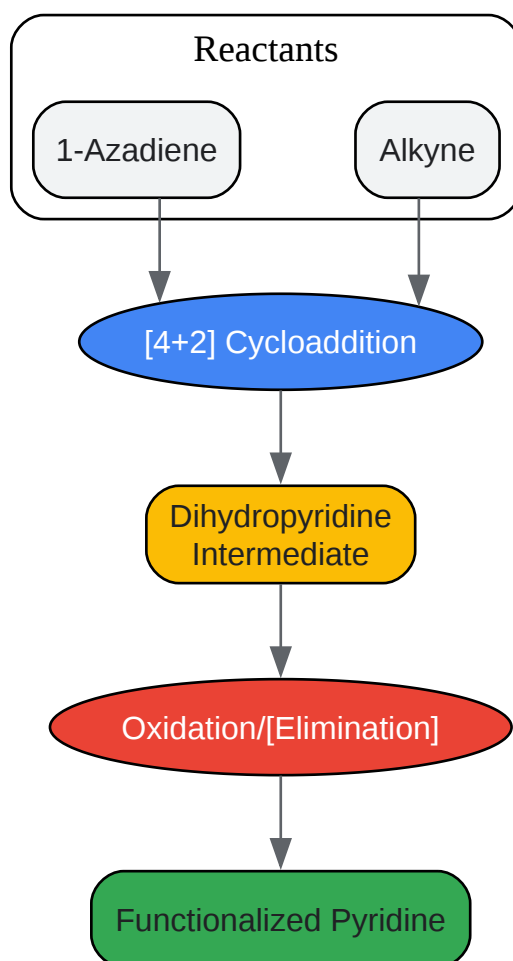 Reactants
1-Azadiene
Alkyne
[4+2] Cycloaddition
Dihydropyridine
Intermediate
Oxidation/[Elimination]
Functionalized Pyridine